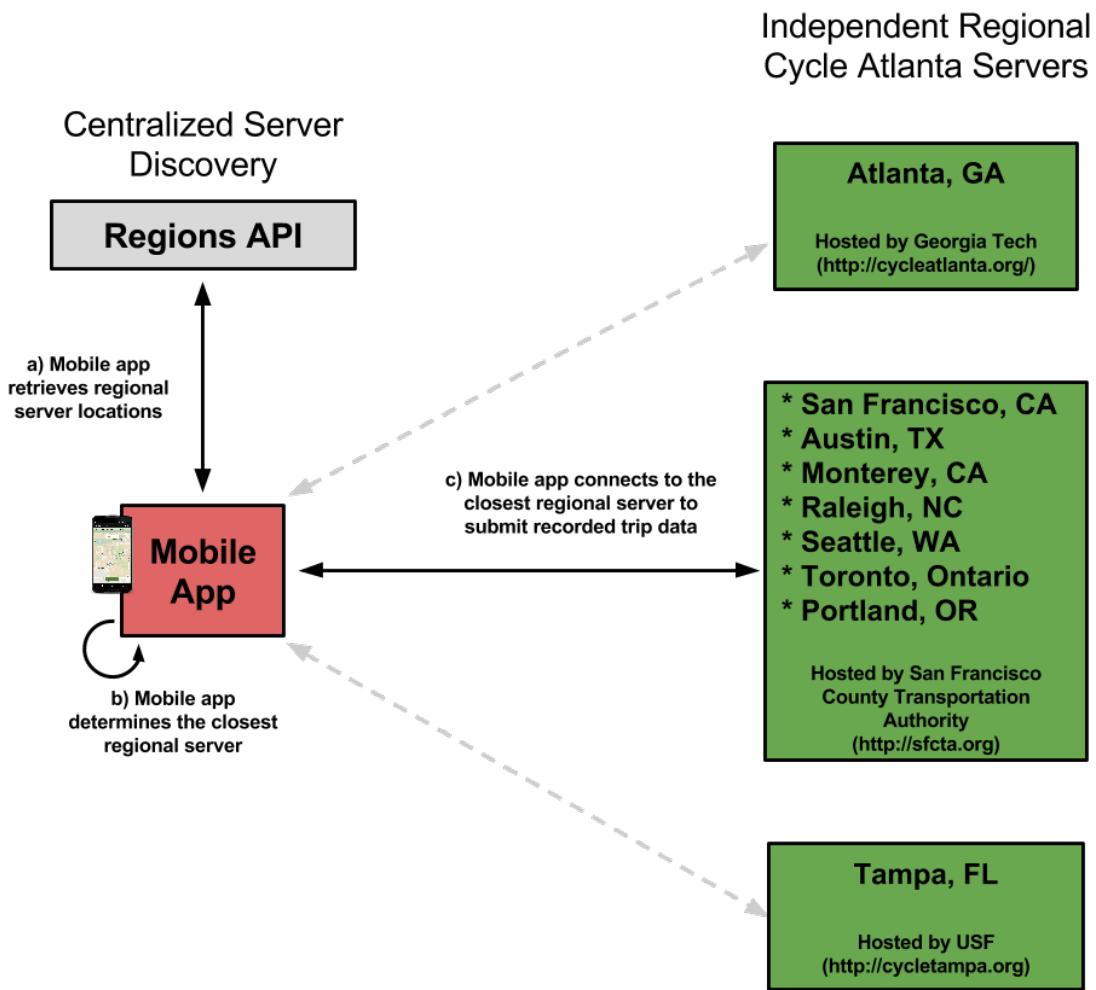 Independent Regional
Cycle Atlanta Servers
Centralized Server
Discovery
Regions API
a) Mobile app
retrieves regional
server locations
Mobile
App
b) Mobile app
determines the closest
regional server
c) Mobile app connects to the
closest regional server to
submit recorded trip data
Atlanta, GA
Hosted by Georgia Tech
(http://cycleatlanta.org/)
* San Francisco, CA
* Austin, TX
* Monterey, CA
* Raleigh, NC
* Seattle, WA
* Toronto, Ontario
* Portland, OR
Hosted by San Francisco
County Transportation
Authority
(http://sfcta.org)
Tampa, FL
Hosted by USF
(http://cycletampa.org)